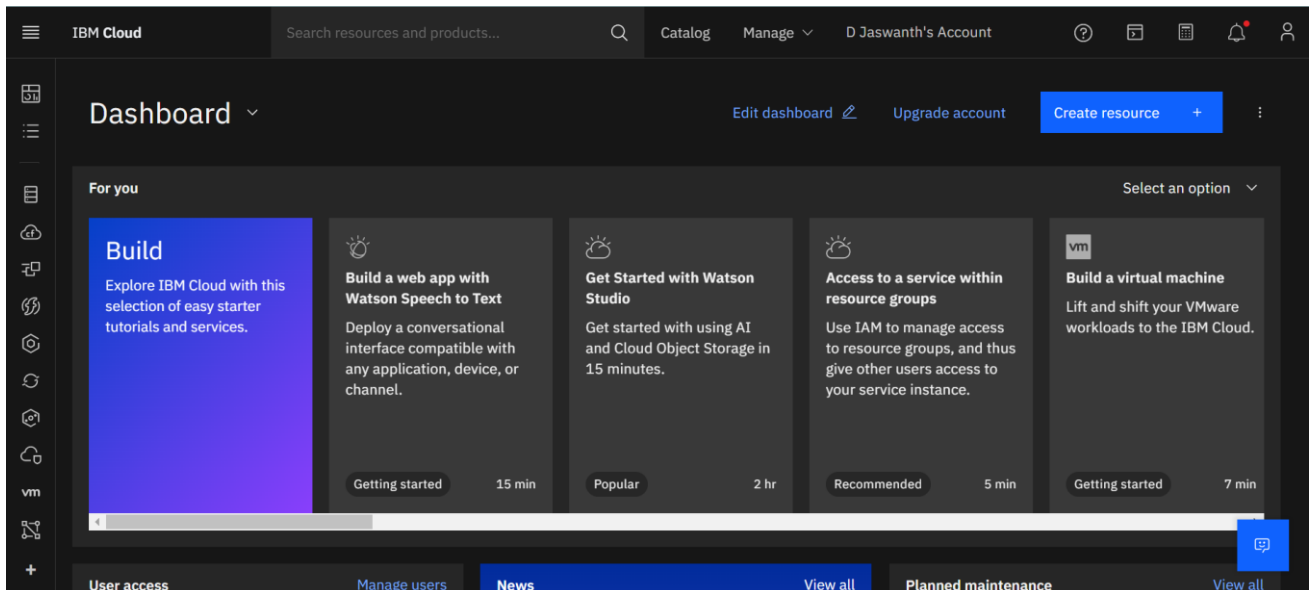 IBM Cloud
Search resources and products...
Catalog
Manage
D Jaswanth's Account
Dashboard
Edit dashboard
Upgrade account
Create resource +
For you
Select an option
Build
Explore IBM Cloud with this
selection of easy starter
tutorials and services.
Build a web app with
Watson Speech to Text
Deploy a conversational
interface compatible with
any application, device, or
channel.
Getting started
15 min
Get Started with Watson
Studio
Get started with using AI
and Cloud Object Storage in
15 minutes.
Popular
2 hr
Access to a service within
resource groups
Use IAM to manage access
to resource groups, and thus
give other users access to
your service instance.
Recommended
5 min
vm
Build a virtual machine
Lift and shift your VMware
workloads to the IBM Cloud.
Getting started
7 min
cf
vm
+
User access
Manage users
News
View all
Planned maintenance
View all